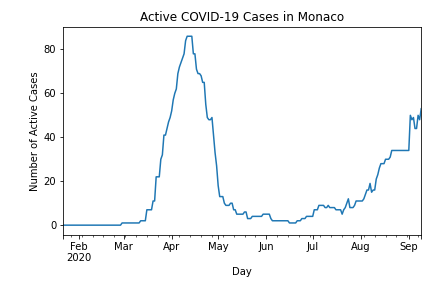 Active COVID-19 Cases in Monaco
Number of Active Cases
80
60
40
20
0
Feb Mar Apr May Jun Jul Aug Sep
2020
Day